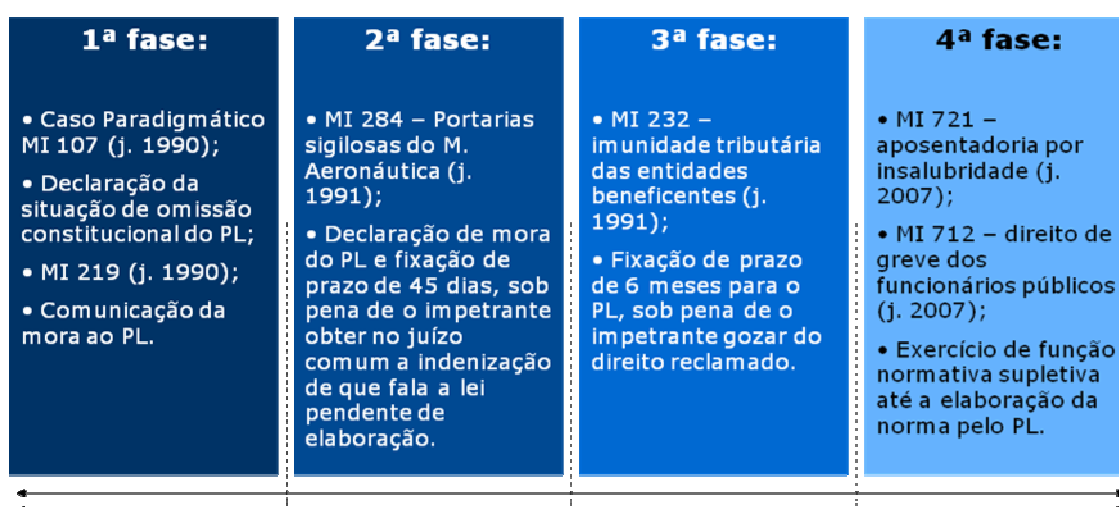 1ª fase:
• Caso Paradigmático
MI 107 (j. 1990);
• Declaração da
situação de omissão
constitucional do PL;
• MI 219 (j. 1990);
• Comunicação da
mora ao PL.
2ª fase:
• MI 284 – Portarias
sigilosas do M.
Aeronáutica (j.
1991);
• Declaração de mora
do PL e fixação de
prazo de 45 dias, sob
pena de o impetrante
obter no juízo
comum a indenização
de que fala a lei
pendente de
elaboração.
3ª fase:
• MI 232 –
imunidade tributária
das entidades
beneficentes (j.
1991);
• Fixação de prazo
de 6 meses para o
PL, sob pena de o
impetrante gozar do
direito reclamado.
4ª fase:
• MI 721 –
aposentadoria por
insalubridade (j.
2007);
• MI 712 – direito de
greve dos
funcionários públicos
(j. 2007);
• Exercício de função
normativa supletiva
até a elaboração da
norma pelo PL.